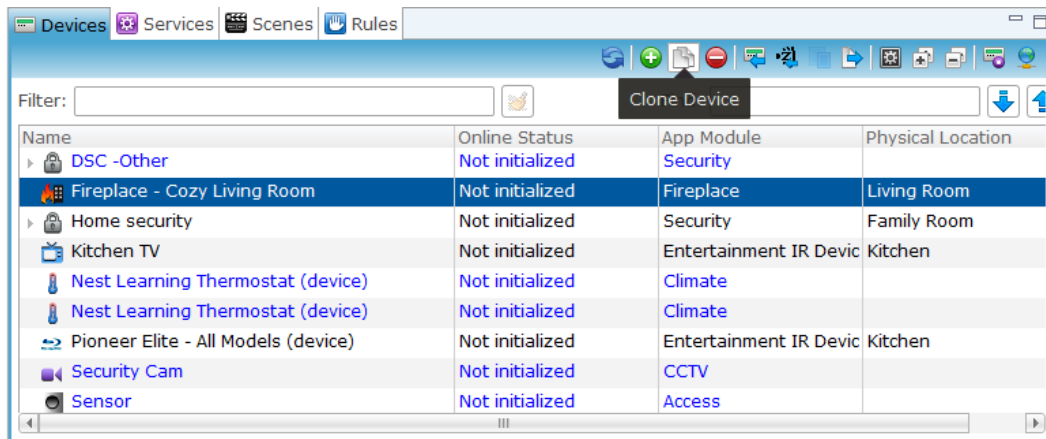 Devices Services Scenes Rules
Clone Device
Filter:
Name Online Status App Module Physical Location
DSC -Other Not initialized Security
Fireplace - Cozy Living Room Not initialized Fireplace Living Room
Home security Not initialized Security Family Room
Kitchen TV Not initialized Entertainment IR Devic Kitchen
Nest Learning Thermostat (device) Not initialized Climate
Nest Learning Thermostat (device) Not initialized Climate
Pioneer Elite - All Models (device) Not initialized Entertainment IR Devic Kitchen
Security Cam Not initialized CCTV
Sensor Not initialized Access